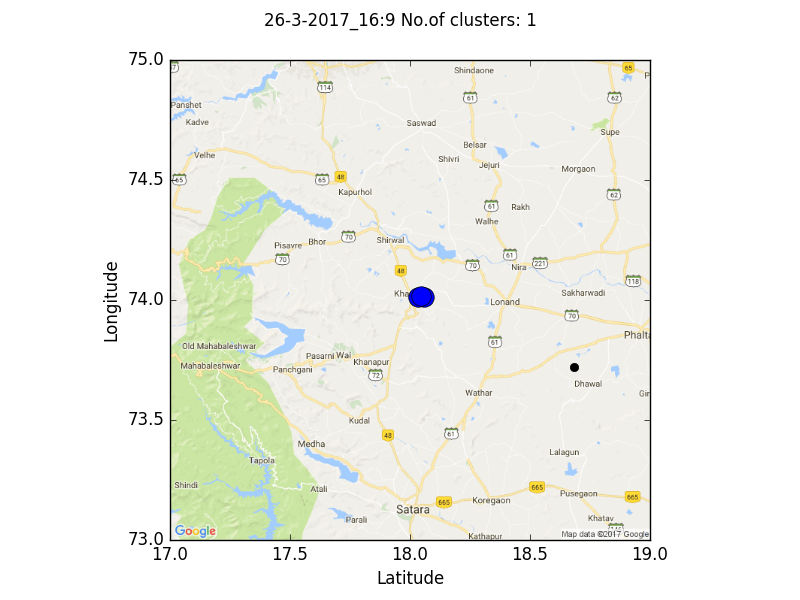 26-3-2017_16:9 No.of clusters: 1
75.0
74.5
74.0
73.5
73.0
17.0
17.5
18.0
18.5
19.0
Longitude
Latitude
Shindaone
65
114
61
62
Panshet
Kadve
Saswad
Supe
Velhe
Belsar
Shivri
Jejuri
Morgaon
65
65
48
Kapurhol
62
61
Rakh
Walhe
Pisavre
Bhor
70
Shirwal
70
48
70
61
Nira
221
118
Kha
Lonand
Sakharwadi
70
Phalta
Old Mahabaleshwar
Mahabaleshwar
Pasarni
Wai
Khanapur
61
Panchgani
72
Dhawal
Wathar
Gir
Kudal
48
61
Medha
Lalagun
Tapola
Shindi
Atali
665
665
665
Satara
Koregaon
Pusegaon
Parali
Khatav
Kathapur
Google
Map data ©2017 Google